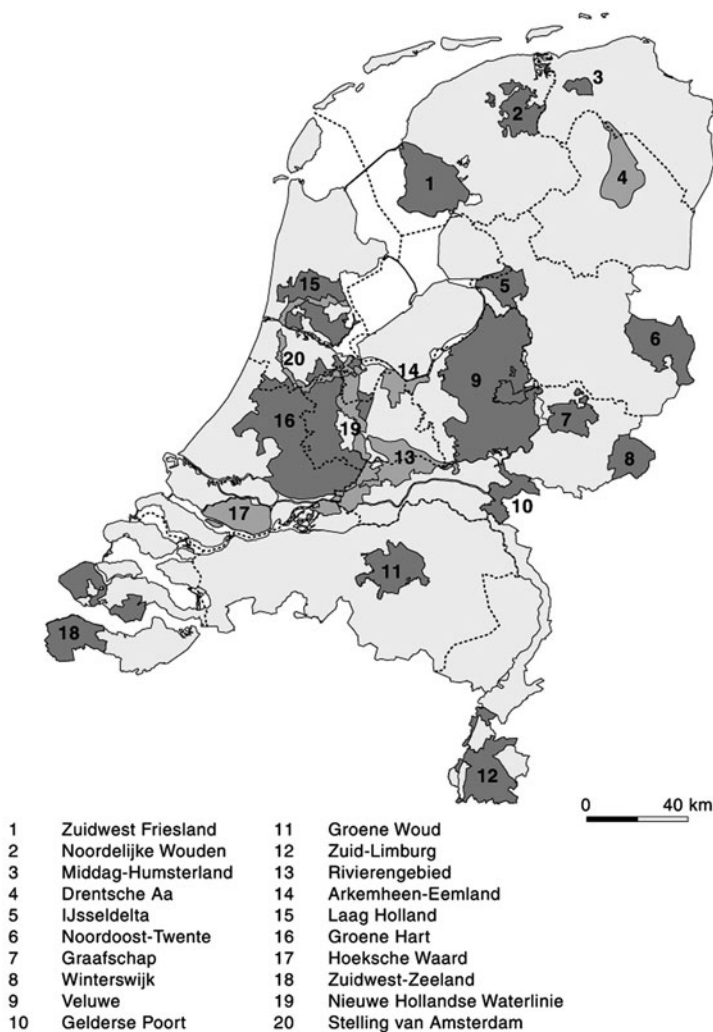 3
2
1
4
15
5
6
20
14
9
16
19
7
13
8
17
10
11
18
12
0 40 km
1 Zuidwest Friesland
2 Noordelijke Wouden
3 Middag-Humsterland
4 Drentsche Aa
5 IJsseldelta
6 Noordoost-Twente
7 Graafschap
8 Winterswijk
9 Veluwe
10 Gelderse Poort
11 Groene Woud
12 Zuid-Limburg
13 Rivierengebied
14 Arkemheen-Eemland
15 Laag Holland
16 Groene Hart
17 Hoeksche Waard
18 Zuidwest-Zeeland
19 Nieuwe Hollandse Waterlinie
20 Stelling van Amsterdam